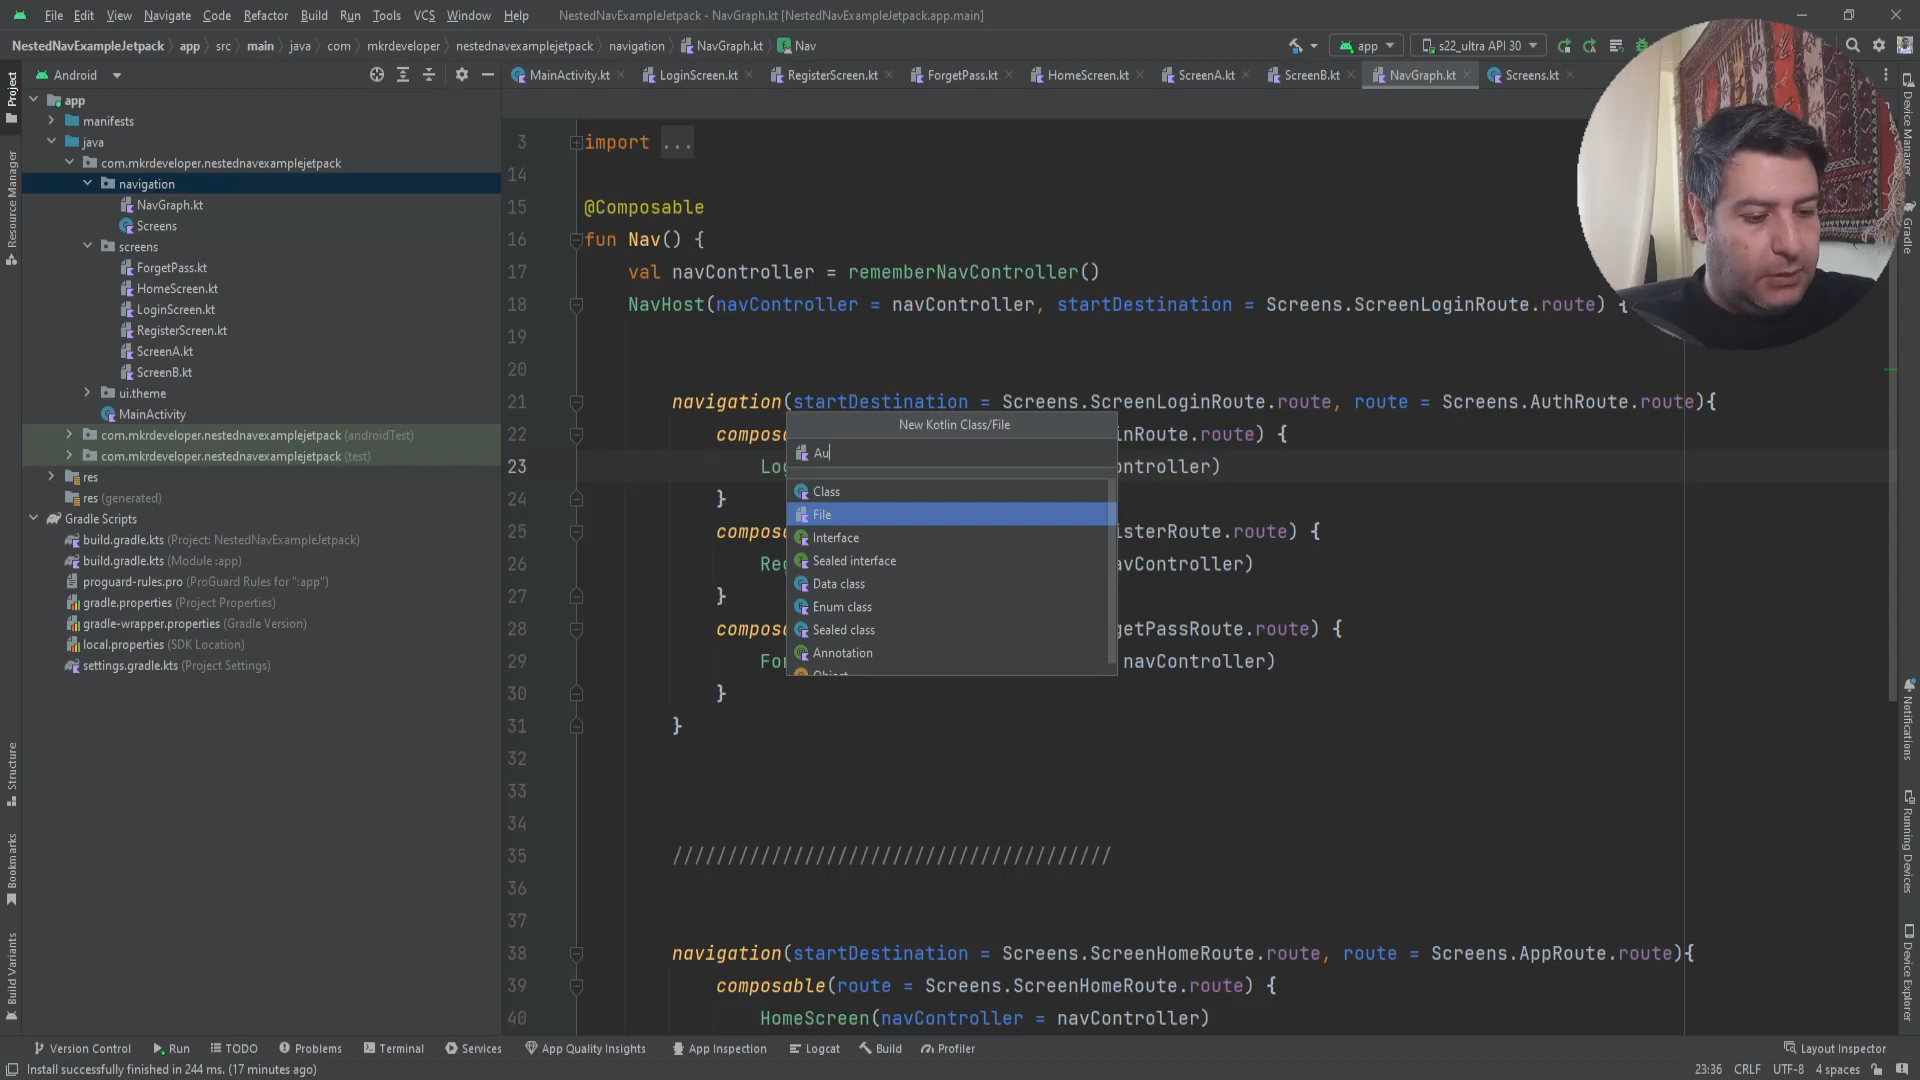 File Edit View Navigate Code Refactor Build Run Tools VCS Window Help NestedNavExampleJetpack - NavGraph.kt [NestedNavExampleJetpack.app.main]
NestedNavExampleJetpack app src main java com mkrdeveloper nestednavexamplejetpack navigation NavGraph.kt Nav app s22_ultra API 30
Android
MainActivity.kt LoginScreen.kt RegisterScreen.kt ForgetPass.kt HomeScreen.kt ScreenA.kt ScreenB.kt NavGraph.kt Screens.kt
app
manifests
java
com.mkrdeveloper.nestednavexamplejetpack
navigation
NavGraph.kt
Screens
screens
ForgetPass.kt
HomeScreen.kt
LoginScreen.kt
RegisterScreen.kt
ScreenA.kt
ScreenB.kt
ui.theme
MainActivity
com.mkrdeveloper.nestednavexamplejetpack (androidTest)
com.mkrdeveloper.nestednavexamplejetpack (test)
res
res (generated)
Gradle Scripts
build.gradle.kts (Project: NestedNavExampleJetpack)
build.gradle.kts (Module :app)
proguard-rules.pro (ProGuard Rules for ":app")
gradle.properties (Project Properties)
gradle-wrapper.properties (Gradle Version)
local.properties (SDK Location)
settings.gradle.kts (Project Settings)
3 import ...
14
15 @Composable
16 fun Nav() {
17 val navController = rememberNavController()
18 NavHost(navController = navController, startDestination = Screens.ScreenLoginRoute.route) {
19
20
21 navigation(startDestination = Screens.ScreenLoginRoute.route, route = Screens.AuthRoute.route){
22 compos inRoute.route) {
23 Lo ontroller)
24 }
25 compos isterRoute.route) {
26 Re vController)
27 }
28 compos getPassRoute.route) {
29 For navController)
30 }
31 }
32
33
34
35 ////////////////////////////////////////
36
37
38 navigation(startDestination = Screens.ScreenHomeRoute.route, route = Screens.AppRoute.route){
39 composable(route = Screens.ScreenHomeRoute.route) {
40 HomeScreen(navController = navController)
New Kotlin Class/File
Au
Class
File
Interface
Sealed interface
Data class
Enum class
Sealed class
Annotation
Object
Project
Resource Manager
Structure
Bookmarks
Build Variants
Device Manager
Gradle
Notifications
Running Devices
Device Explorer
Version Control Run TODO Problems Terminal Services App Quality Insights App Inspection Logcat Build Profiler Layout Inspector
Install successfully finished in 244 ms. (17 minutes ago) 23:36 CRLF UTF-8 4 spaces